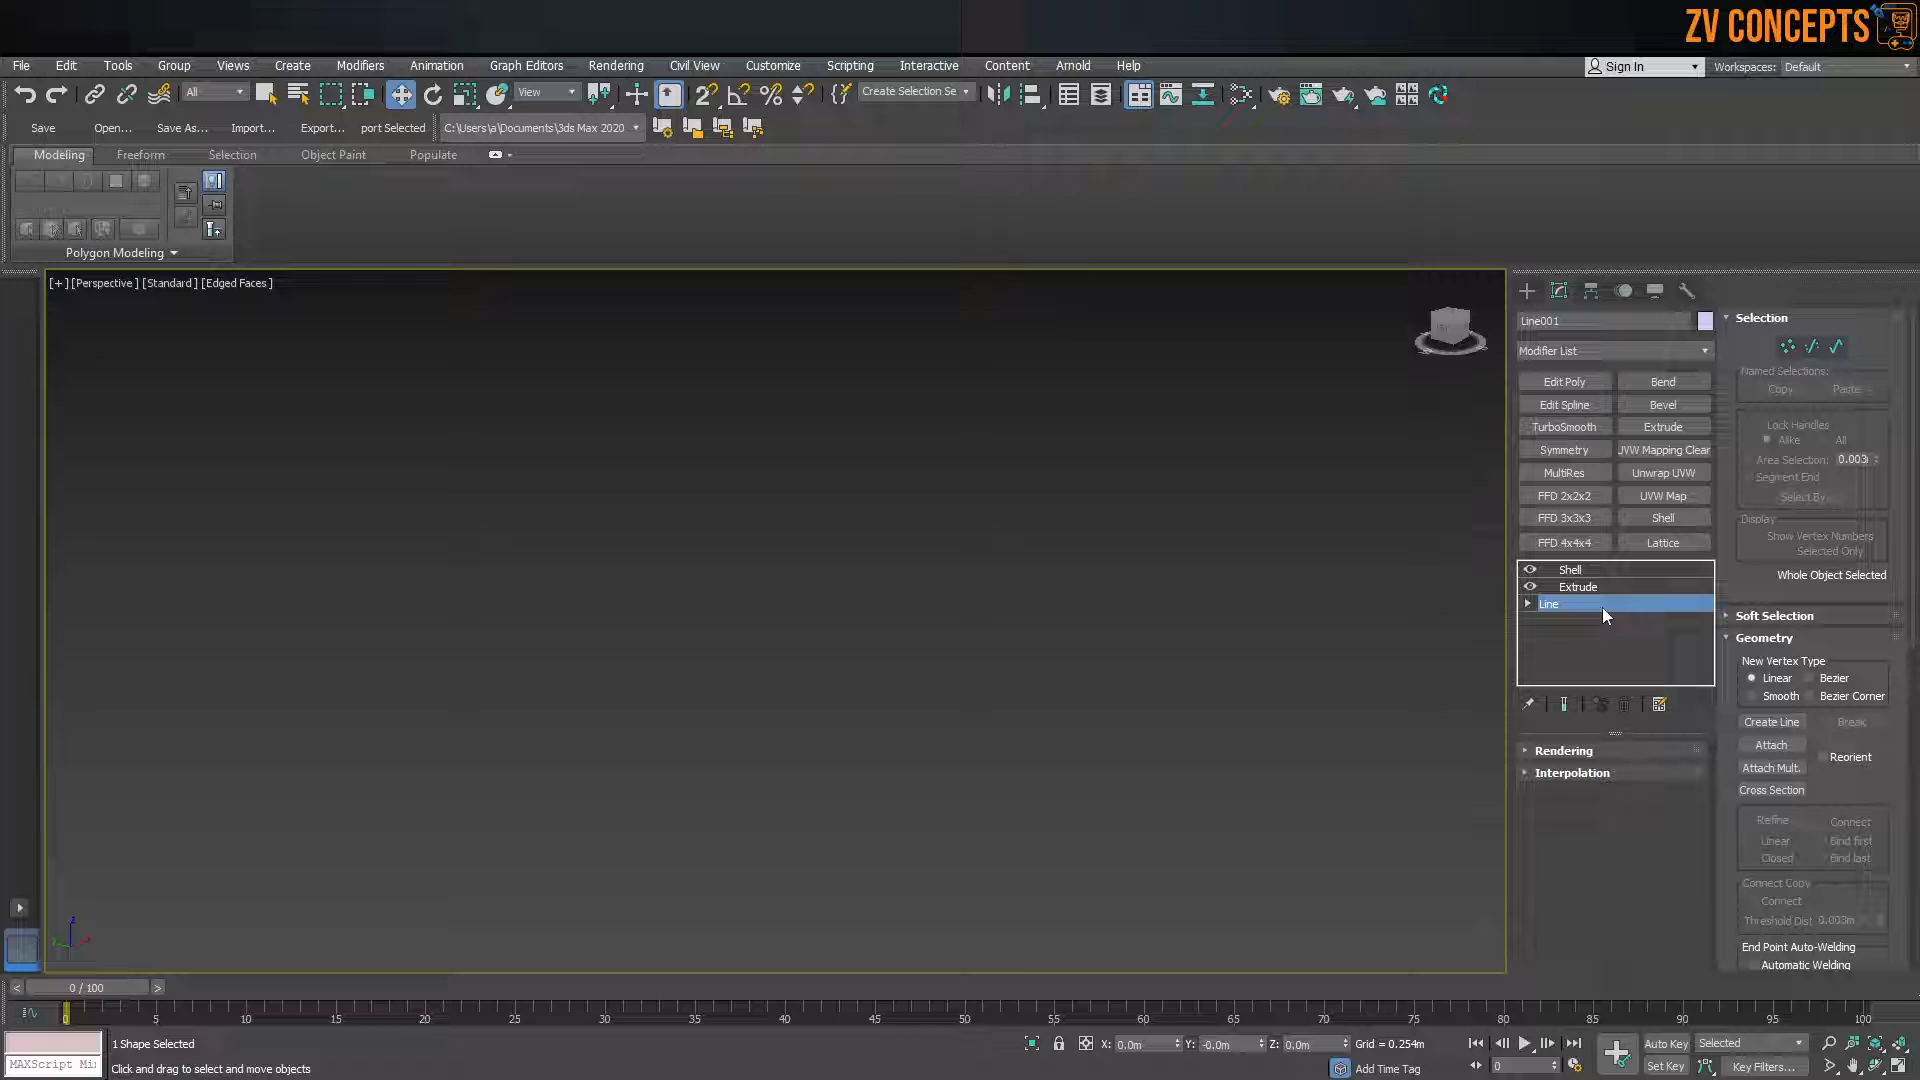 ZV CONCEPTS
File Edit Tools Group Views Create Modifiers Animation Graph Editors Rendering Civil View Customize Scripting Interactive Content Arnold Help
Sign In Workspaces: Default
All View Create Selection Se
Save Open... Save As... Import... Export... port Selected C:\Users\a\Documents\3ds Max 2020
Modeling Freeform Selection Object Paint Populate
Polygon Modeling
[+] [Perspective] [Standard] [Edged Faces]
Line001
Modifier List
Edit Poly Bend
Edit Spline Bevel
TurboSmooth Extrude
Symmetry UVW Mapping Clear
MultiRes Unwrap UVW
FFD 2x2x2 UVW Map
FFD 3x3x3 Shell
FFD 4x4x4 Lattice
Shell
Extrude
Line
Rendering
Interpolation
Selection
Named Selections:
Copy Paste
Lock Handles
Alike All
Area Selection: 0.003
Segment End
Select By
Display
Show Vertex Numbers
Selected Only
Whole Object Selected
Soft Selection
Geometry
New Vertex Type
Linear Bezier
Smooth Bezier Corner
Create Line Break
Attach
Reorient
Attach Mult.
Cross Section
Refine Connect
Linear Bind first
Closed Bind last
Connect Copy
Connect
Threshold Dist 0.003m
End Point Auto-Welding
Automatic Welding
z
< 0 / 100 >
0 5 10 15 20 25 30 35 40 45 50 55 60 65 70 75 80 85 90 95 100
1 Shape Selected X: 0.0m Y: -0.0m Z: 0.0m Grid = 0.254m Auto Key Selected
MAXScript Mi Click and drag to select and move objects Add Time Tag 0 Set Key Key Filters...